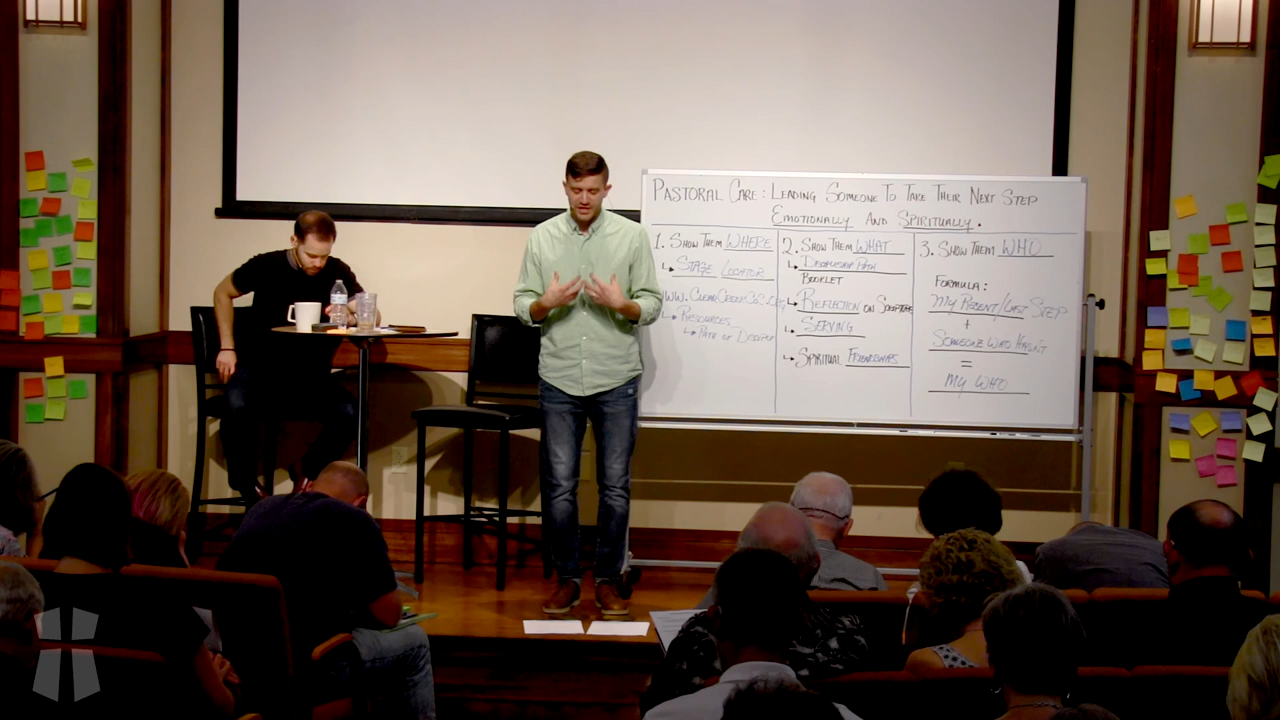 PASTORAL CARE: LEADING SOMEONE TO TAKE THEIR NEXT STEP
EMOTIONALLY AND SPIRITUALLY.
1. SHOW THEM WHERE
↳ STAGE LOCATOR
RESOURCES
↳ PATH OF
2. SHOW THEM WHAT
↳ DISCIPLESHIP PATH
BOOKLET
↳ REFLECTION ON SCRIPTURE
↳ SERVING
↳ SPIRITUAL FRIENDSHIPS
3. SHOW THEM WHO
FORMULA:
MY RECENT/LAST STEP
+
SOMEONE WHO HASN'T
=
MY WHO